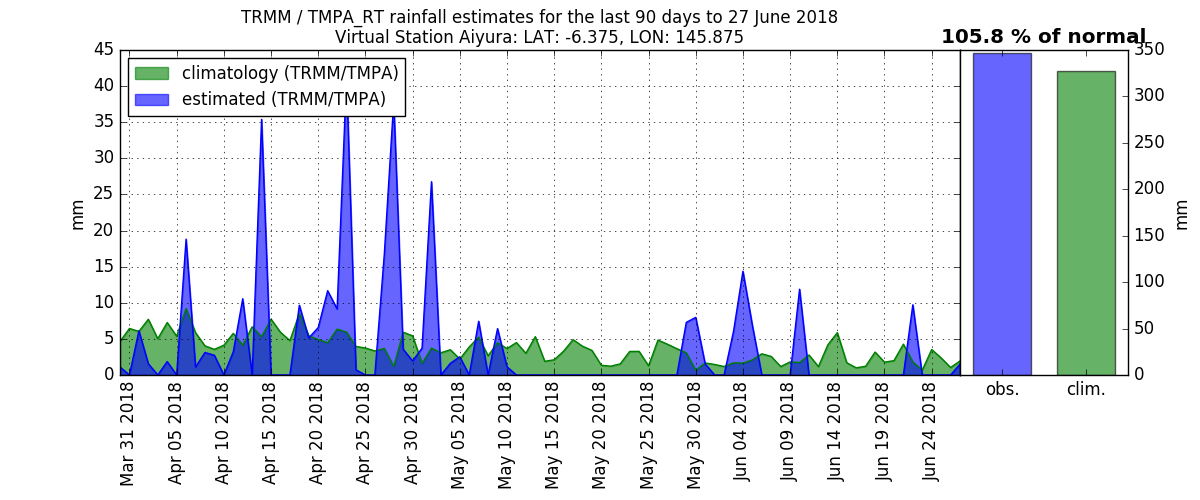 TRMM / TMPA_RT rainfall estimates for the last 90 days to 27 June 2018
Virtual Station Aiyura: LAT: -6.375, LON: 145.875
105.8 % of normal
climatology (TRMM/TMPA)
estimated (TRMM/TMPA)
45
40
35
30
25
20
15
10
5
0
mm
350
300
250
200
150
100
50
0
mm
Mar 31 2018
Apr 05 2018
Apr 10 2018
Apr 15 2018
Apr 20 2018
Apr 25 2018
Apr 30 2018
May 05 2018
May 10 2018
May 15 2018
May 20 2018
May 25 2018
May 30 2018
Jun 04 2018
Jun 09 2018
Jun 14 2018
Jun 19 2018
Jun 24 2018
obs.
clim.